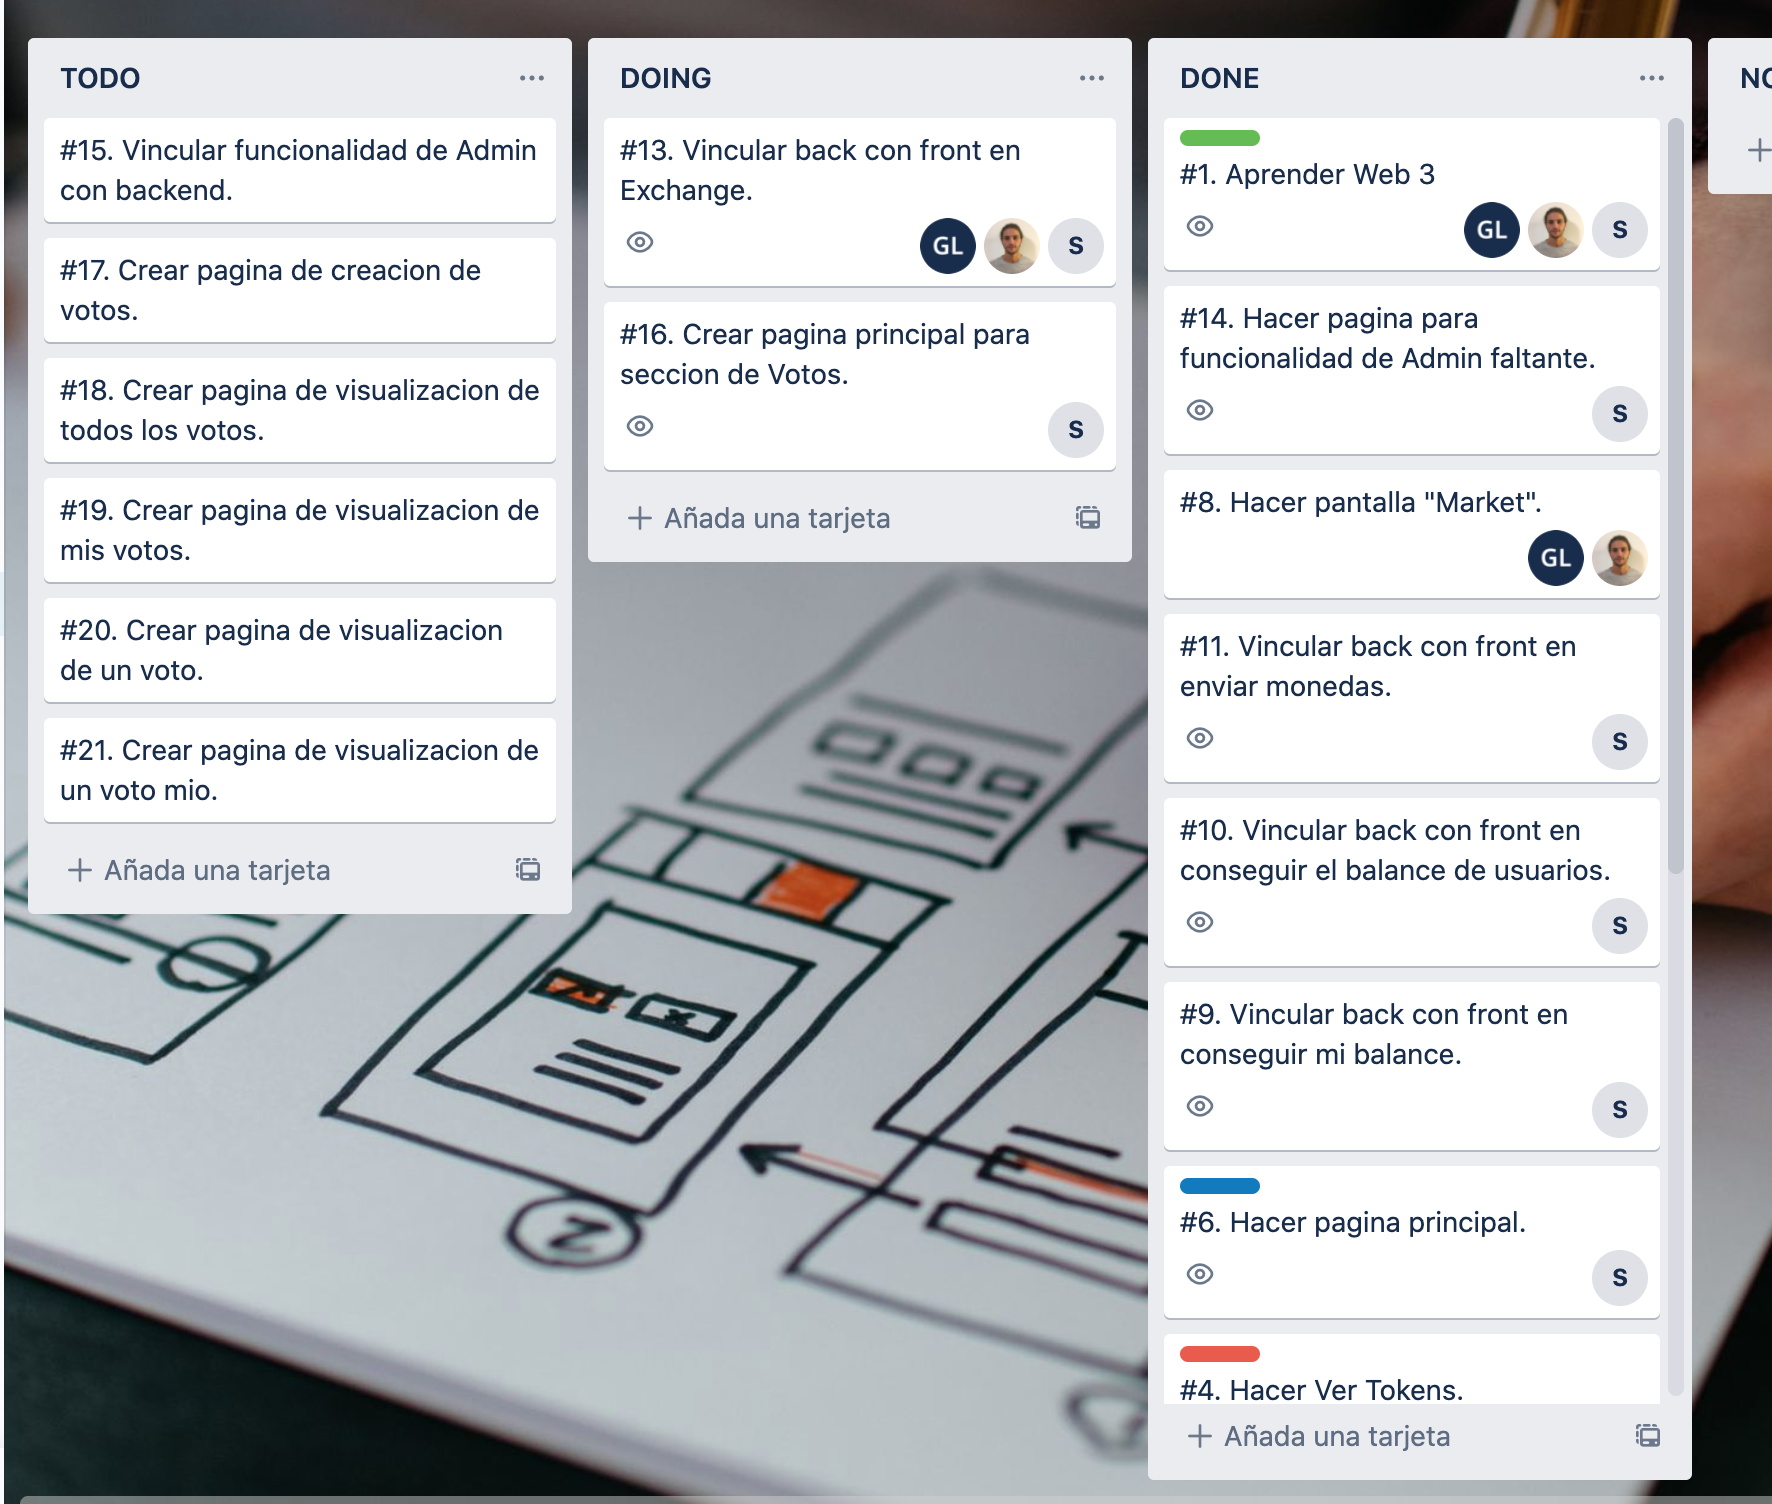 TODO
#15. Vincular funcionalidad de Admin
con backend.
#17. Crear pagina de creacion de
votos.
#18. Crear pagina de visualizacion de
todos los votos.
#19. Crear pagina de visualizacion de
mis votos.
#20. Crear pagina de visualizacion
de un voto.
#21. Crear pagina de visualizacion de
un voto mio.
Añada una tarjeta
DOING
#13. Vincular back con front en
Exchange.
GL
S
#16. Crear pagina principal para
seccion de Votos.
S
Añada una tarjeta
DONE
#1. Aprender Web 3
GL
S
#14. Hacer pagina para
funcionalidad de Admin faltante.
S
#8. Hacer pantalla "Market".
GL
#11. Vincular back con front en
enviar monedas.
S
#10. Vincular back con front en
conseguir el balance de usuarios.
S
#9. Vincular back con front en
conseguir mi balance.
S
#6. Hacer pagina principal.
S
#4. Hacer Ver Tokens.
Añada una tarjeta